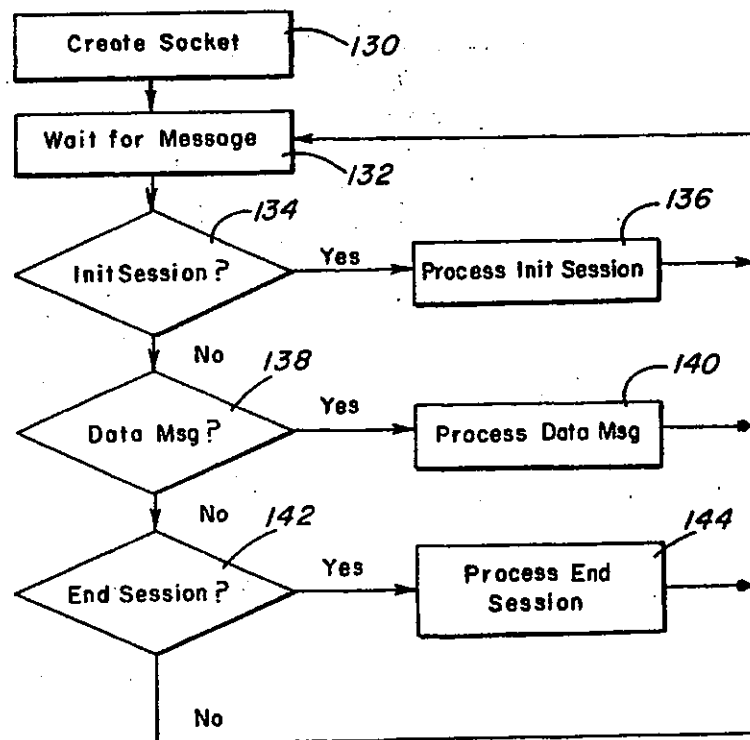 Create Socket
130
Wait for Message
132
134
136
Init Session?
Yes
Process Init Session
No
138
140
Data Msg?
Yes
Process Data Msg
No
142
144
End Session?
Yes
Process End
Session
No